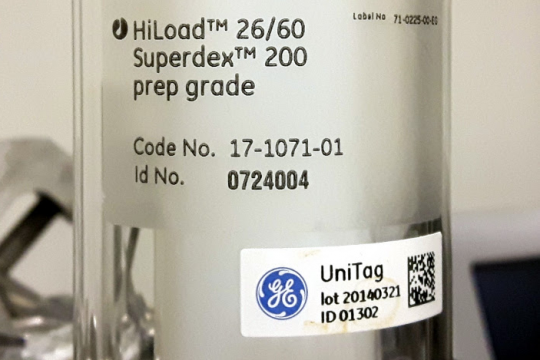 Label No 71-0225-00-EG
HiLoad™ 26/60
Superdex™ 200
prep grade
Code No. 17-1071-01
Id No. 0724004
GE
UniTag
lot 20140321
ID 01302